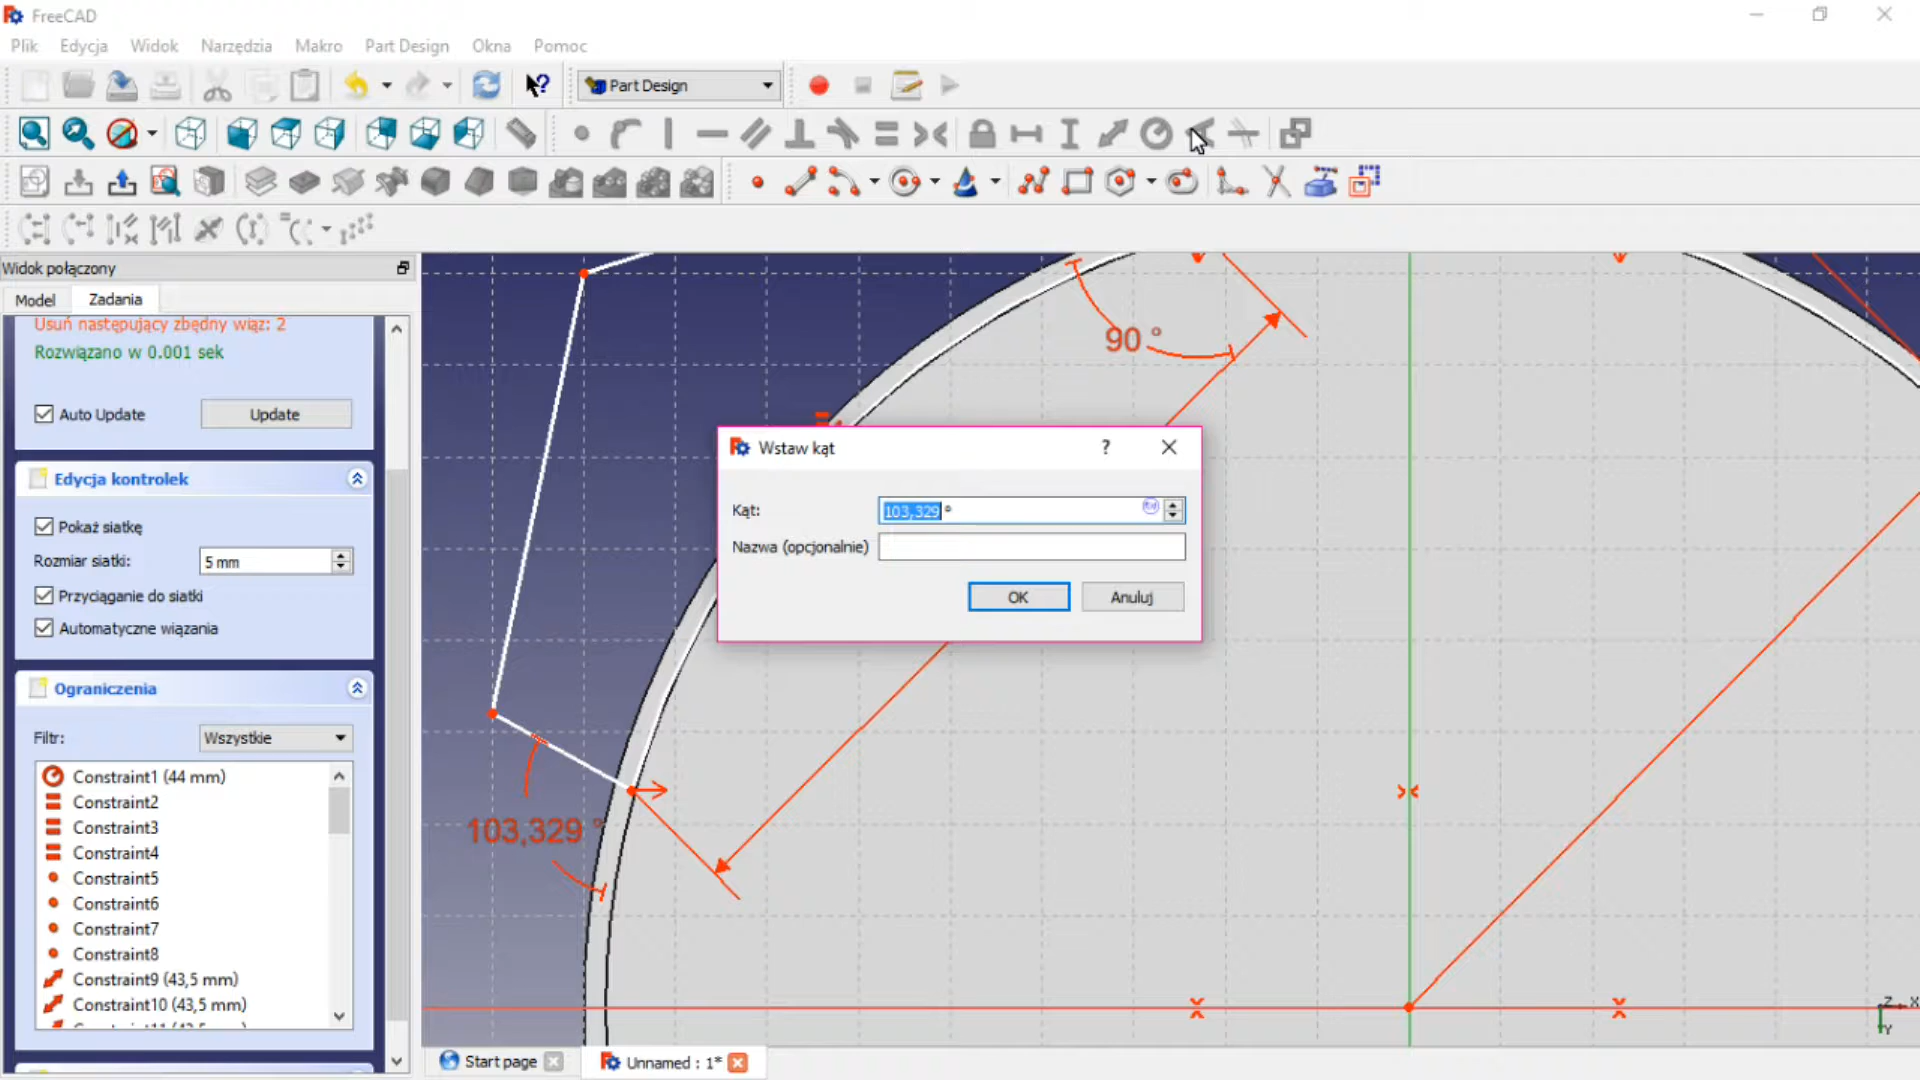 FreeCAD
Plik Edycja Widok Narzędzia Makro Part Design Okna Pomoc
Part Design
Widok połączony
Model Zadania
Usuń następujący zbędny wiąz: 2
Rozwiązano w 0.001 sek
Auto Update Update
Edycja kontrolek
Pokaż siatkę
Rozmiar siatki: 5 mm
Przyciąganie do siatki
Automatyczne wiązania
Ograniczenia
Filtr: Wszystkie
Constraint1 (44 mm)
Constraint2
Constraint3
Constraint4
Constraint5
Constraint6
Constraint7
Constraint8
Constraint9 (43,5 mm)
Constraint10 (43,5 mm)
90 °
Wstaw kąt ?
Kąt: 103,329 °
Nazwa (opcjonalnie)
OK Anuluj
103,329 °
Z X
Y
Start page Unnamed : 1*